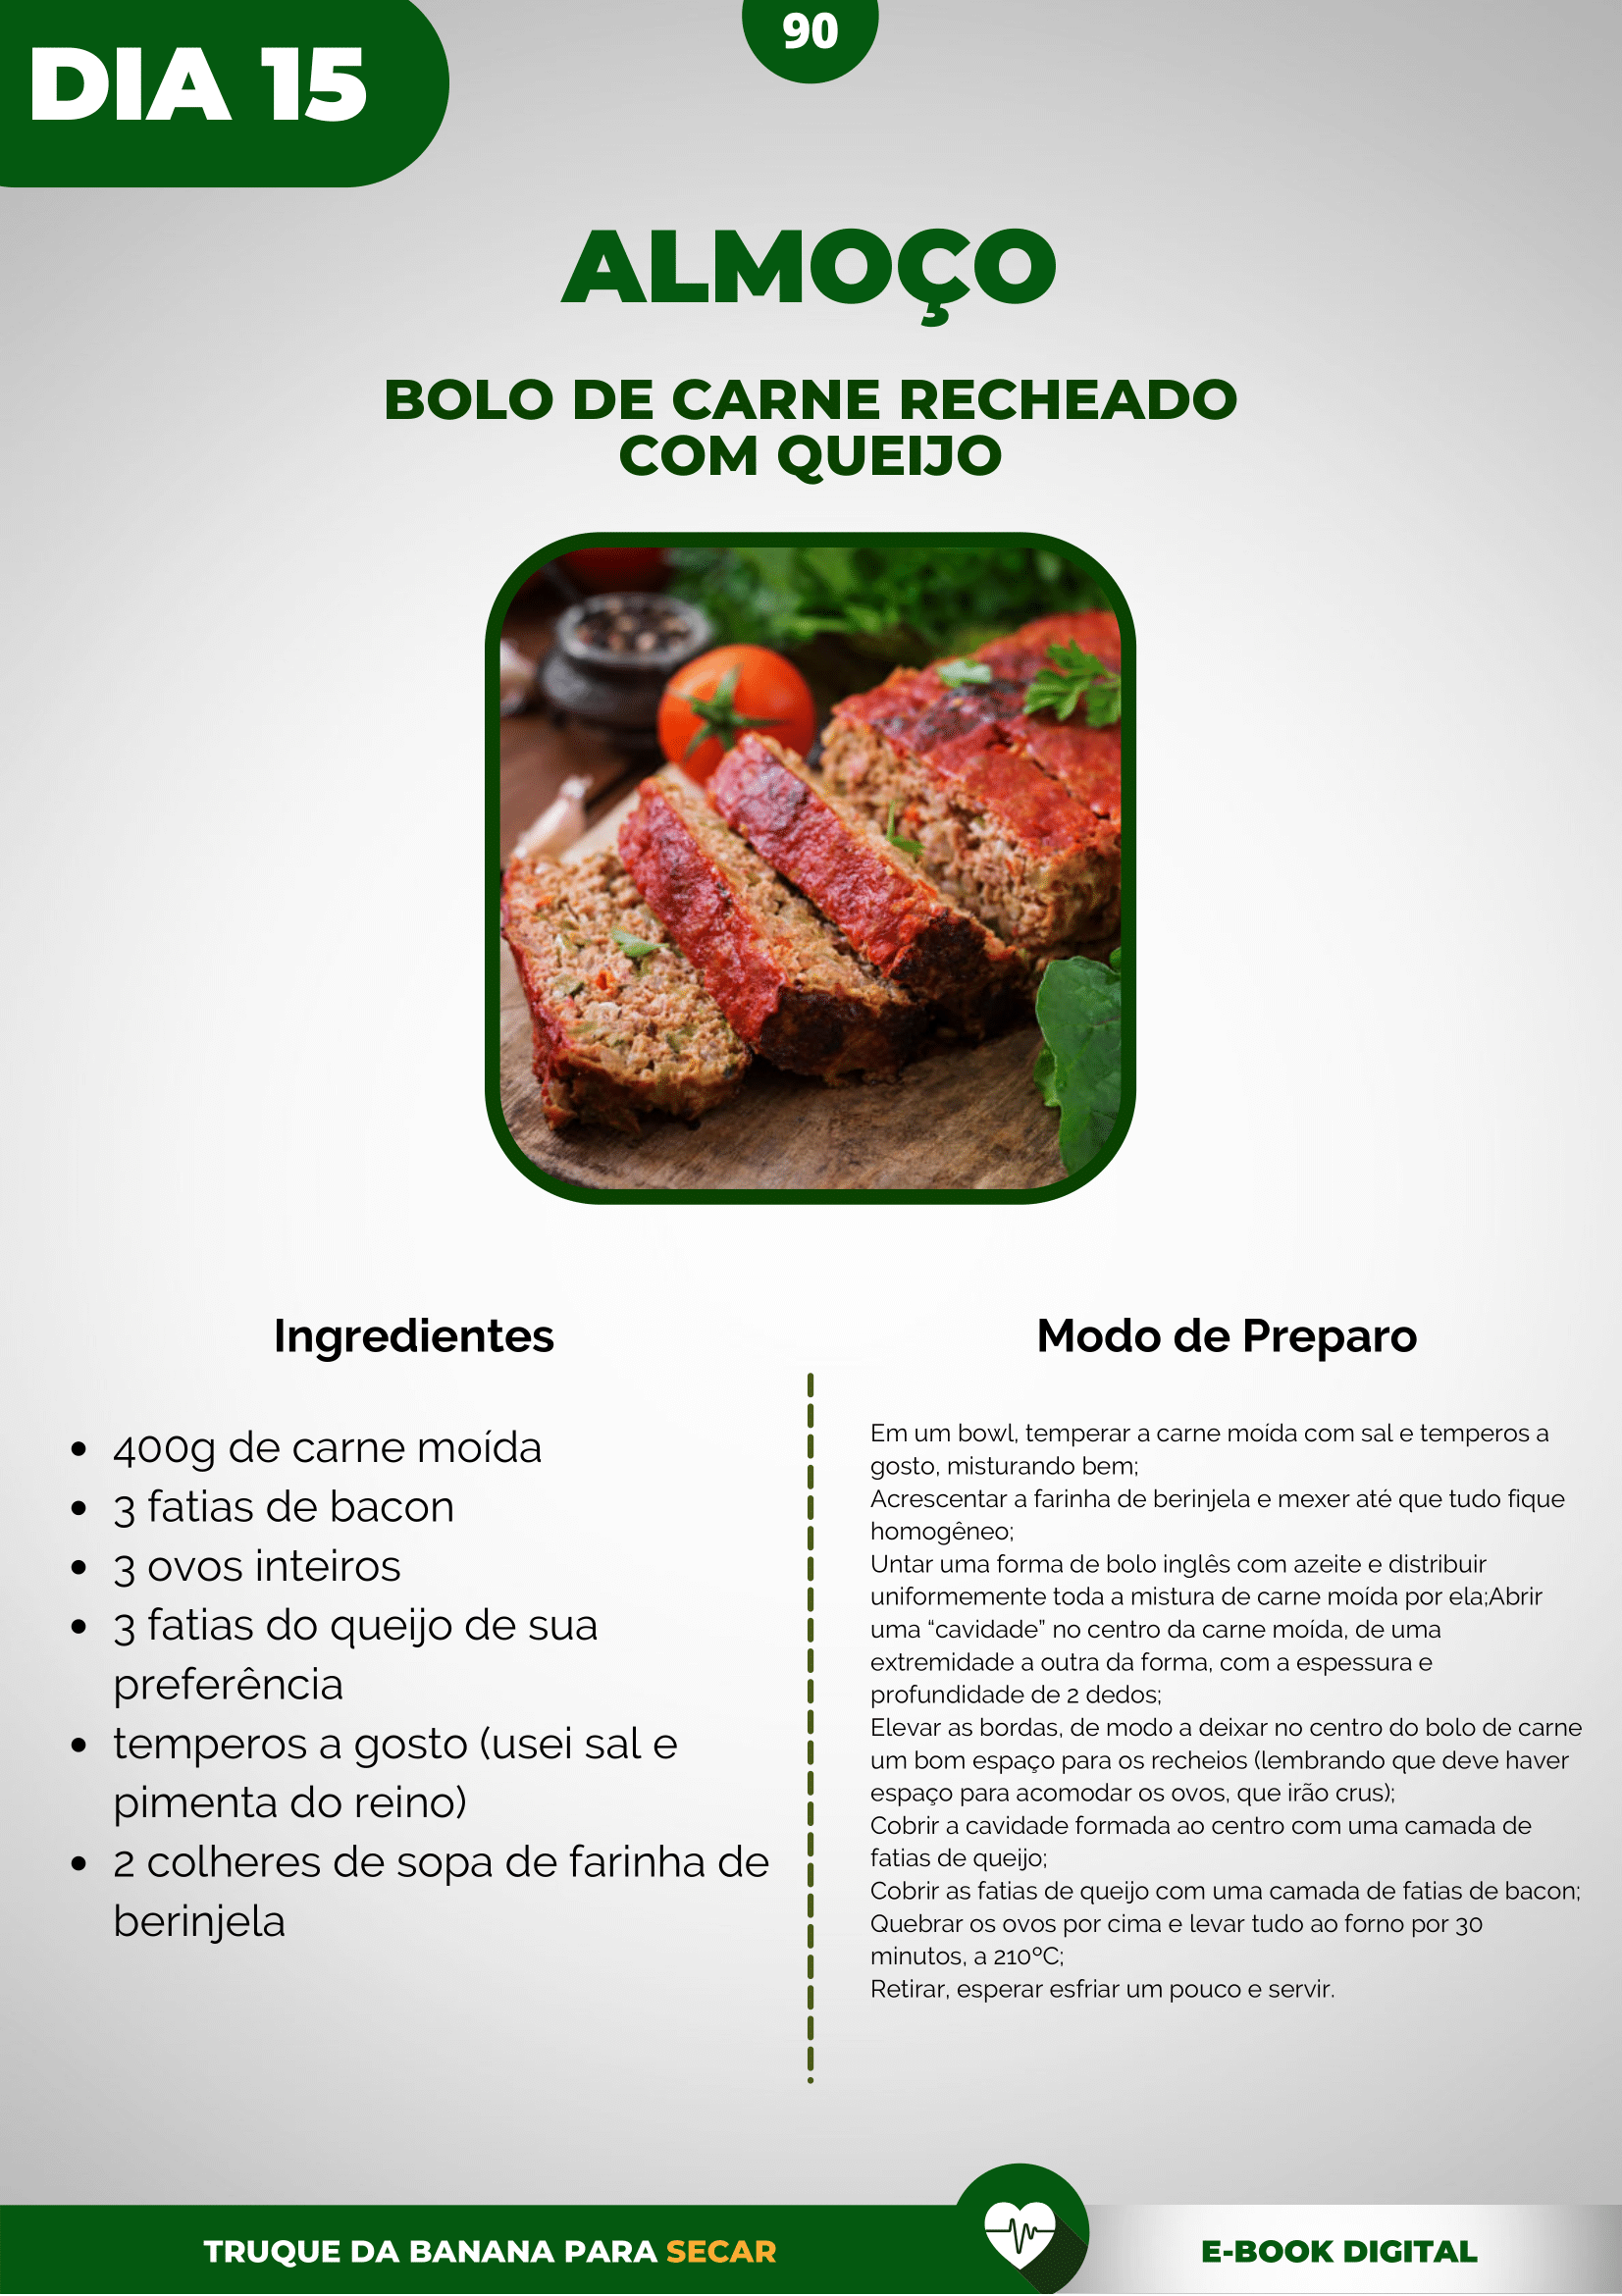 DIA 15
90
ALMOÇO
BOLO DE CARNE RECHEADO
COM QUEIJO
Ingredientes
• 400g de carne moída
• 3 fatias de bacon
• 3 ovos inteiros
• 3 fatias do queijo de sua
preferência
• temperos a gosto (usei sal e
pimenta do reino)
• 2 colheres de sopa de farinha de
berinjela
Modo de Preparo
Em um bowl, temperar a carne moída com sal e temperos a
gosto, misturando bem;
Acrescentar a farinha de berinjela e mexer até que tudo fique
homogêneo;
Untar uma forma de bolo inglês com azeite e distribuir
uniformemente toda a mistura de carne moída por ela;Abrir
uma “cavidade” no centro da carne moída, de uma
extremidade a outra da forma, com a espessura e
profundidade de 2 dedos;
Elevar as bordas, de modo a deixar no centro do bolo de carne
um bom espaço para os recheios (lembrando que deve haver
espaço para acomodar os ovos, que irão crus);
Cobrir a cavidade formada ao centro com uma camada de
fatias de queijo;
Cobrir as fatias de queijo com uma camada de fatias de bacon;
Quebrar os ovos por cima e levar tudo ao forno por 30
minutos, a 210ºC;
Retirar, esperar esfriar um pouco e servir.
TRUQUE DA BANANA PARA SECAR
E-BOOK DIGITAL